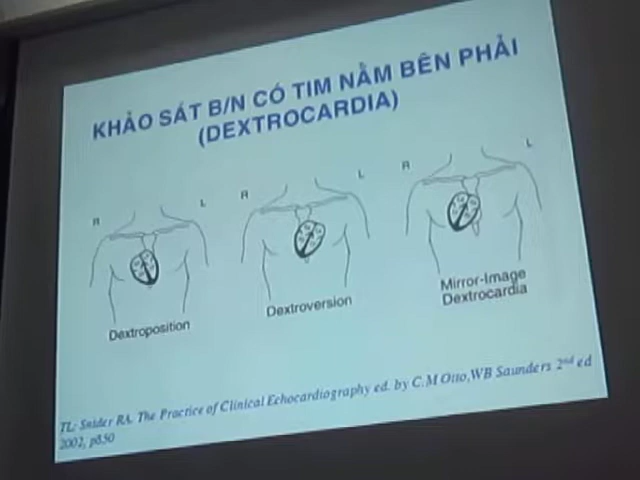 KHẢO SÁT B/N CÓ TIM NẰM BÊN PHẢI
(DEXTROCARDIA)
R L
R L
R L
Dextroposition
Dextroversion
Mirror-Image
Dextrocardia
TL: Snider RA. The Practice of Clinical Echocardiography ed. by C.M Otto,WB Saunders 2nd ed
2002, p850